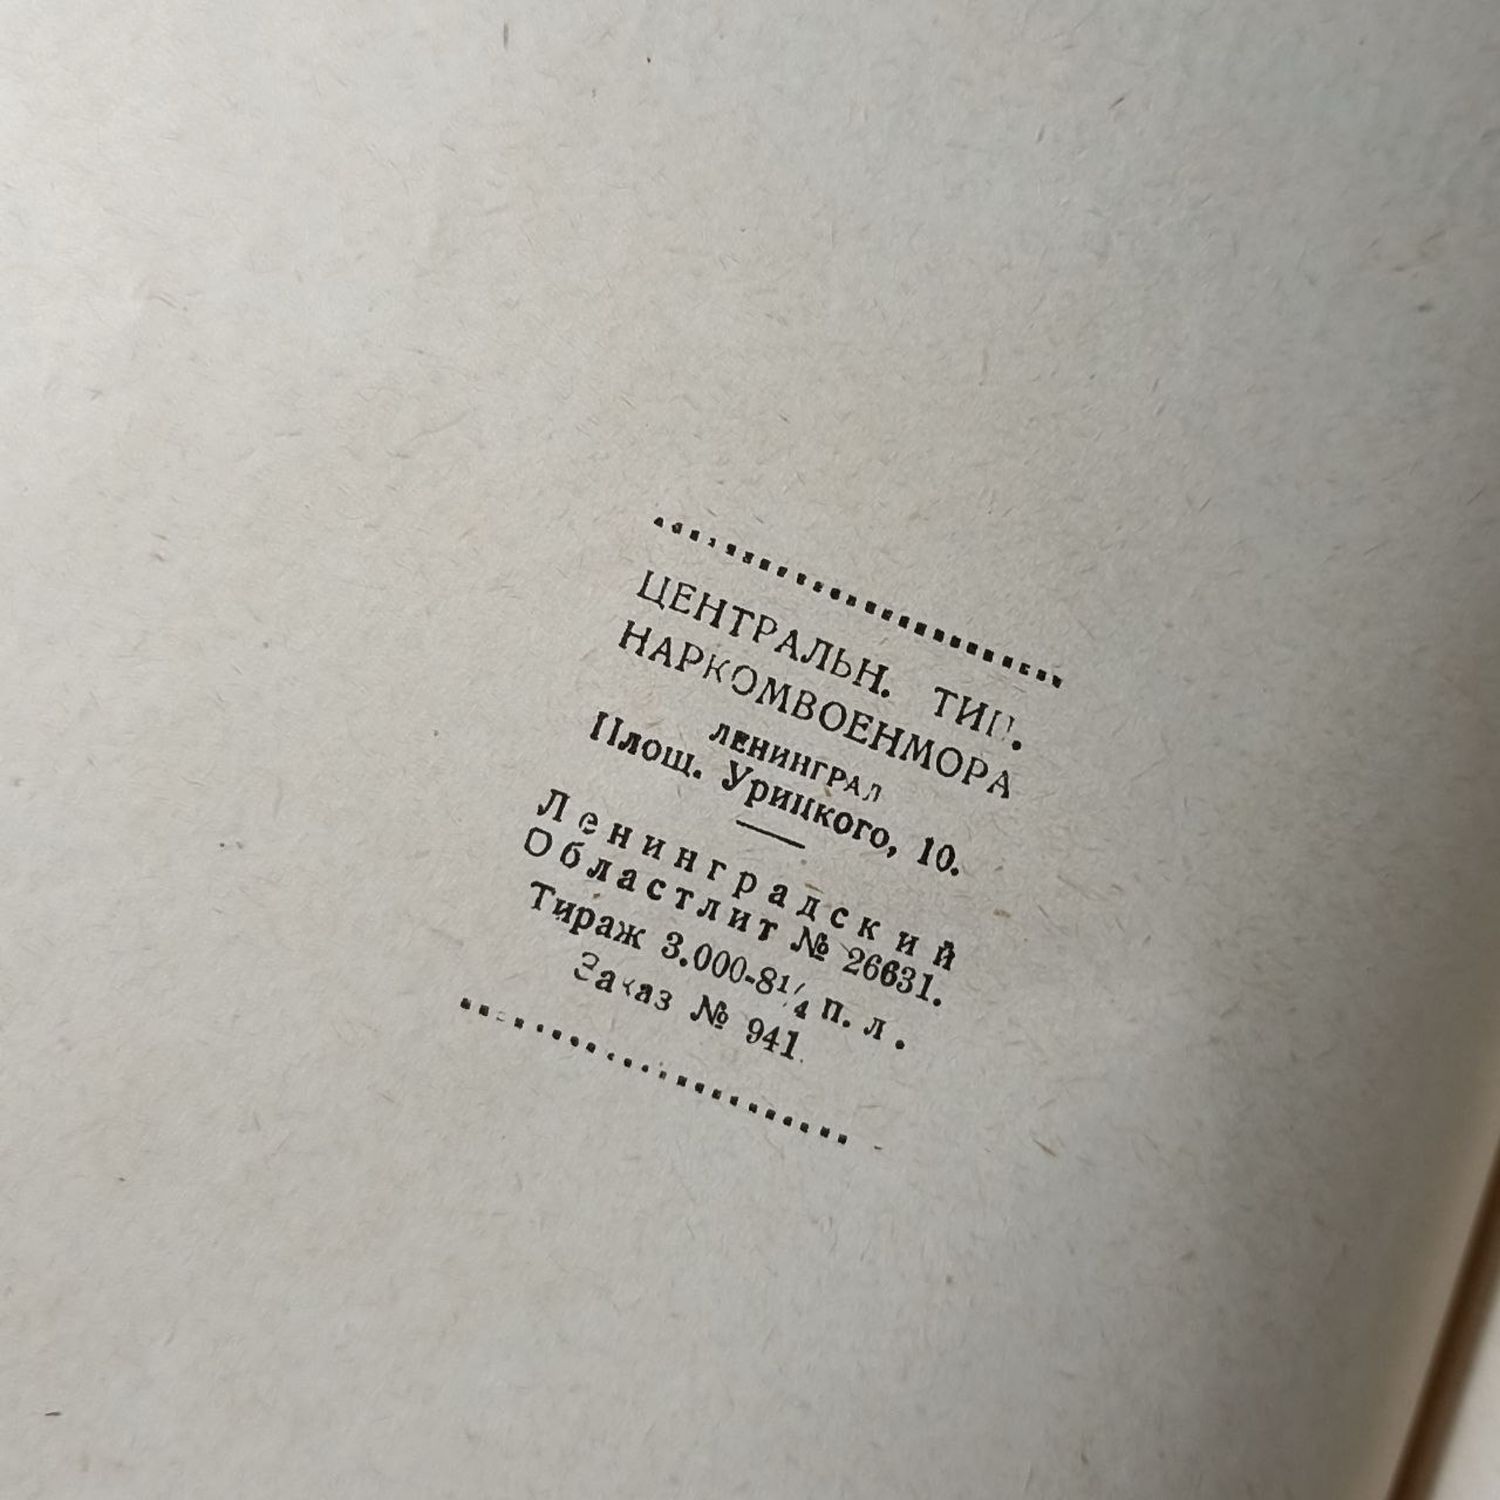 ЦЕНТРАЛЬН. ТИП.
НАРКОМВОЕНМОРА
ЛЕНИНГРАД
Площ. Урицкого, 10.
Ленинградский
Областлит № 26631.
Тираж 3.000-8¼ п. л.
Заказ № 941.